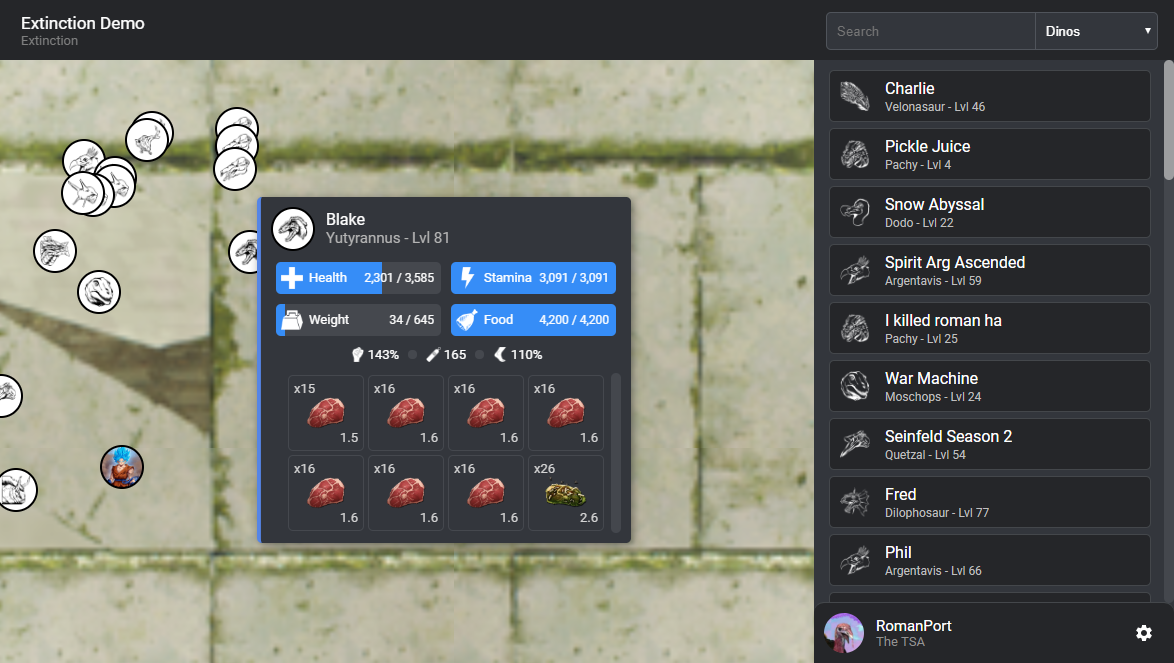 Extinction Demo
Extinction
Search
Dinos
Blake
Yutyrannus - Lvl 81
Health 2,301 / 3,585
Stamina 3,091 / 3,091
Weight 34 / 645
Food 4,200 / 4,200
143% 165 110%
x15 x16 x16 x16
1.5 1.6 1.6 1.6
x16 x16 x16 x26
1.6 1.6 1.6 2.6
Charlie
Velonasaur - Lvl 46
Pickle Juice
Pachy - Lvl 4
Snow Abyssal
Dodo - Lvl 22
Spirit Arg Ascended
Argentavis - Lvl 59
I killed roman ha
Pachy - Lvl 25
War Machine
Moschops - Lvl 24
Seinfeld Season 2
Quetzal - Lvl 54
Fred
Dilophosaur - Lvl 77
Phil
Argentavis - Lvl 66
RomanPort
The TSA